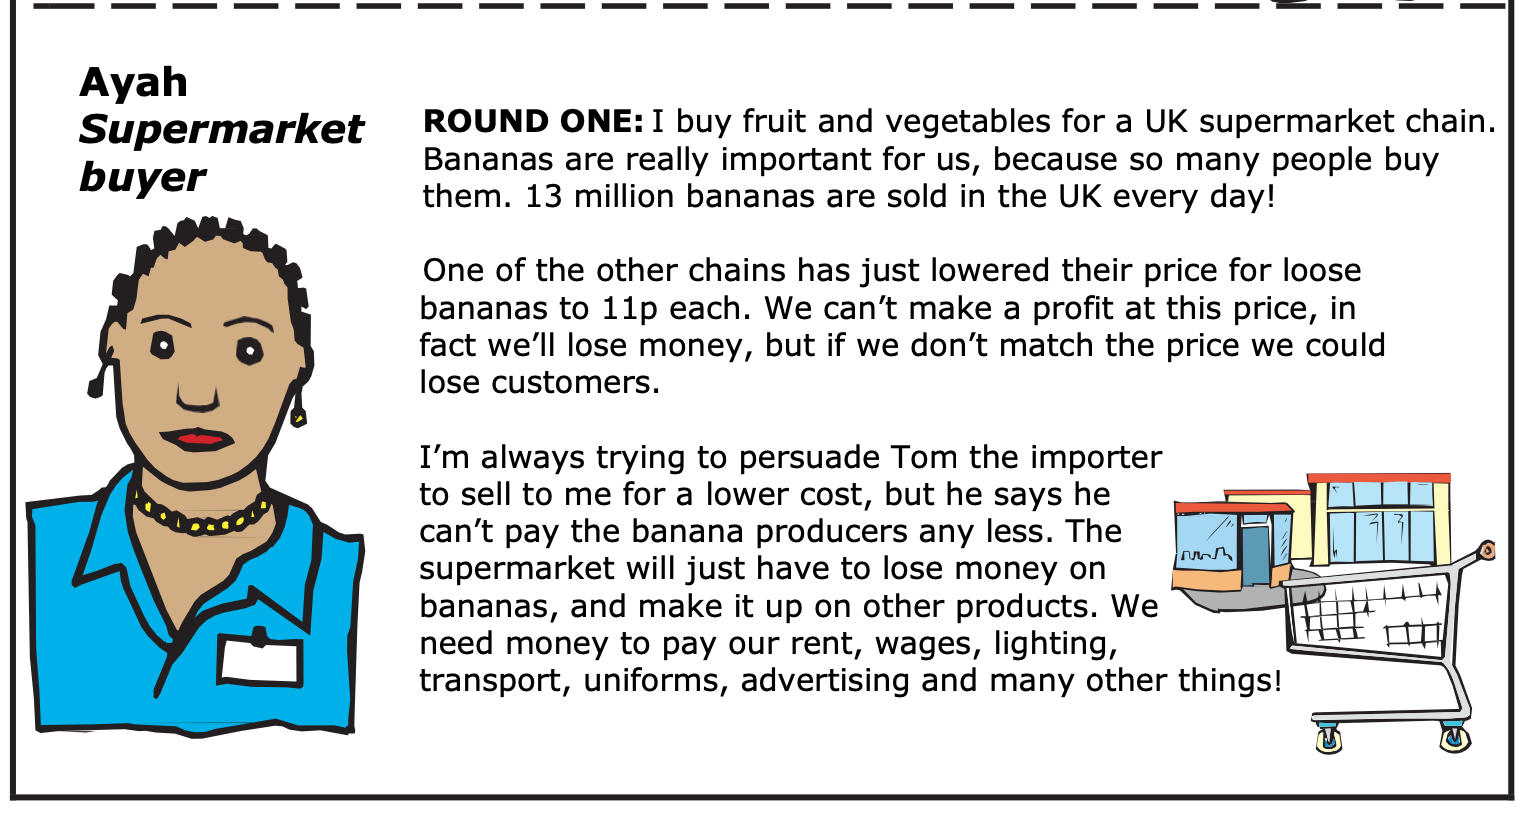 Ayah
Supermarket
buyer
ROUND ONE: I buy fruit and vegetables for a UK supermarket chain.
Bananas are really important for us, because so many people buy
them. 13 million bananas are sold in the UK every day!
One of the other chains has just lowered their price for loose
bananas to 11p each. We can’t make a profit at this price, in
fact we’ll lose money, but if we don’t match the price we could
lose customers.
I’m always trying to persuade Tom the importer
to sell to me for a lower cost, but he says he
can’t pay the banana producers any less. The
supermarket will just have to lose money on
bananas, and make it up on other products. We
need money to pay our rent, wages, lighting,
transport, uniforms, advertising and many other things!